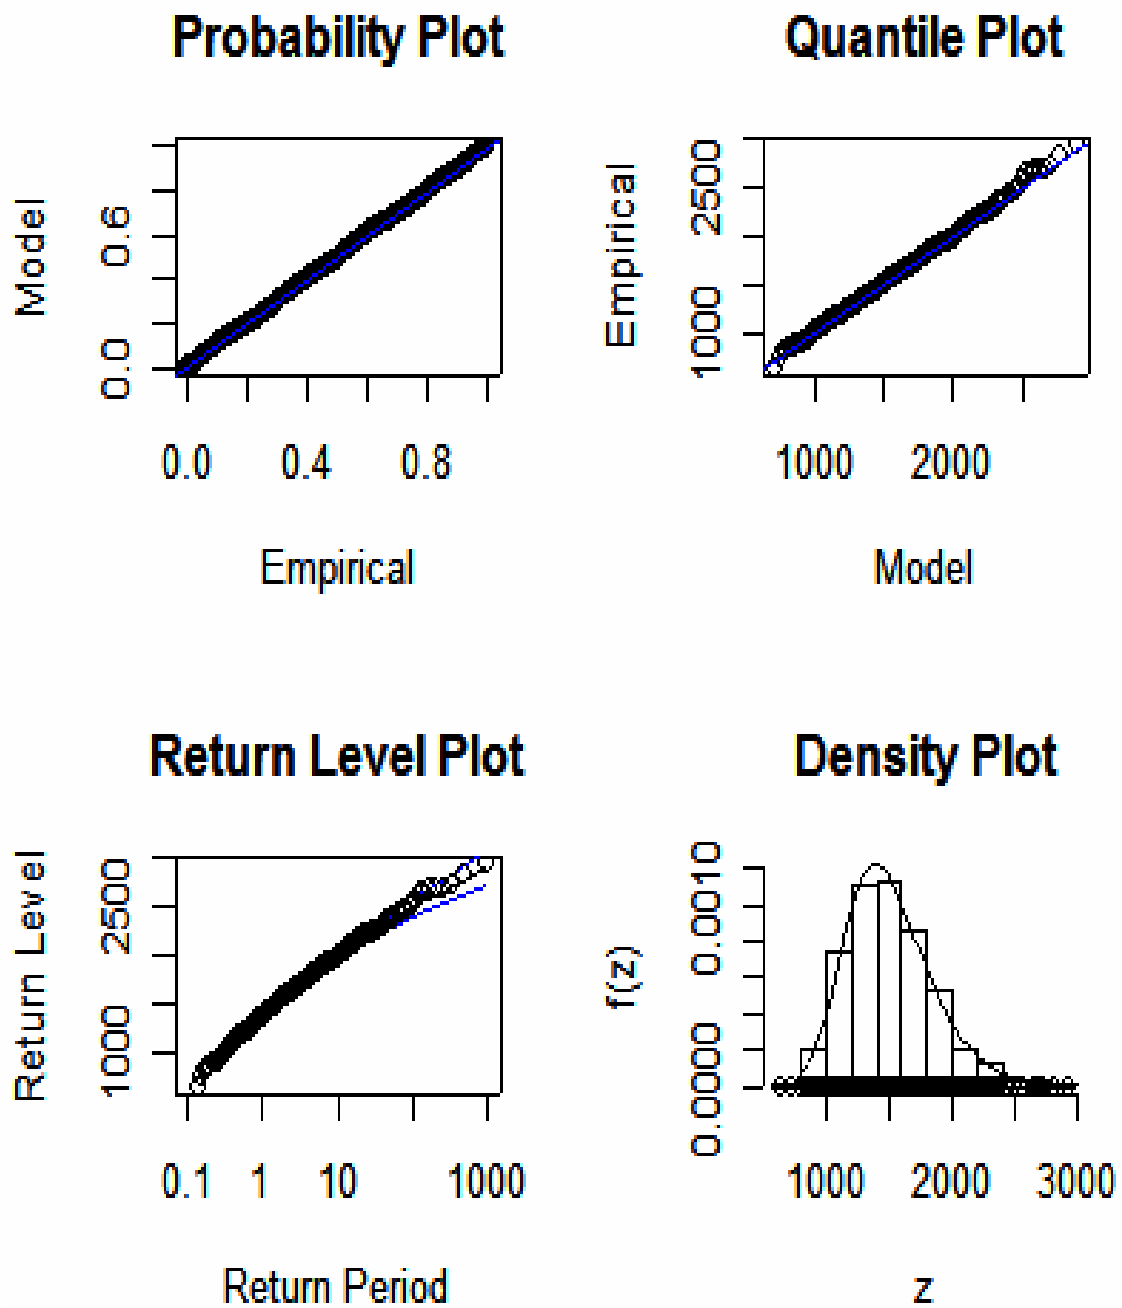 Probability Plot
Model
0.0 0.6
0.0 0.4 0.8
Empirical
Quantile Plot
Empirical
1000 2500
1000 2000
Model
Return Level Plot
Return Level
1000 2500
0.1 1 10 1000
Return Period
Density Plot
f(z)
0.0000 0.0010
1000 2000 3000
z